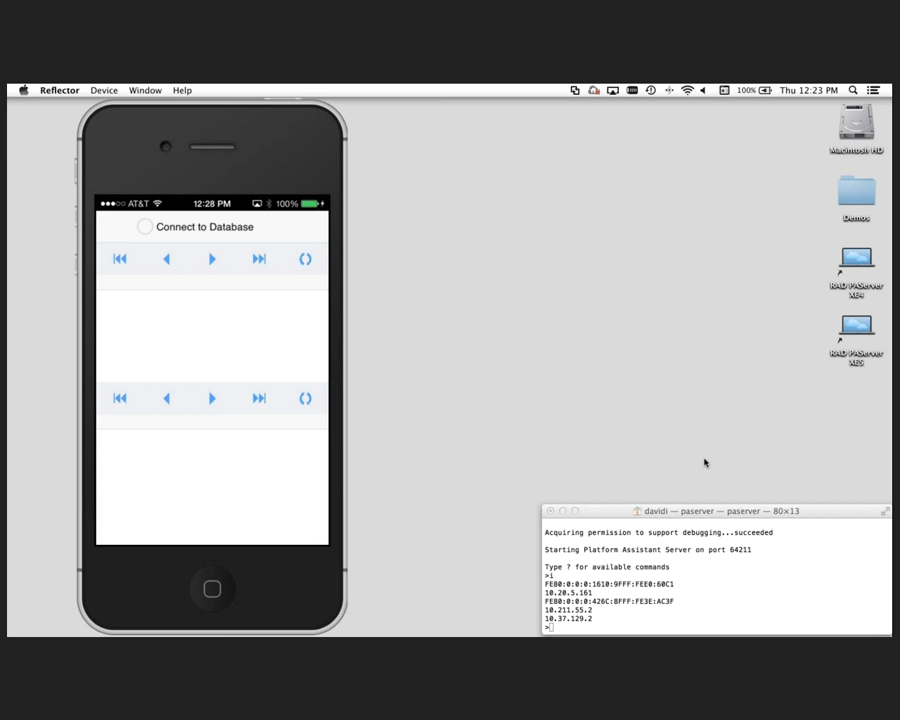 Reflector Device Window Help 100% Thu 12:23 PM
Macintosh HD
Demos
RAD PAServer XE4
RAD PAServer XE5
AT&T 12:28 PM 100%
Connect to Database
davidi — paserver — paserver — 80×13
Acquiring permission to support debugging...succeeded
Starting Platform Assistant Server on port 64211
Type ? for available commands
>i
FE80:0:0:0:1610:9FFF:FEE0:60C1
10.20.5.161
FE80:0:0:0:426C:8FFF:FE3E:AC3F
10.211.55.2
10.37.129.2
>